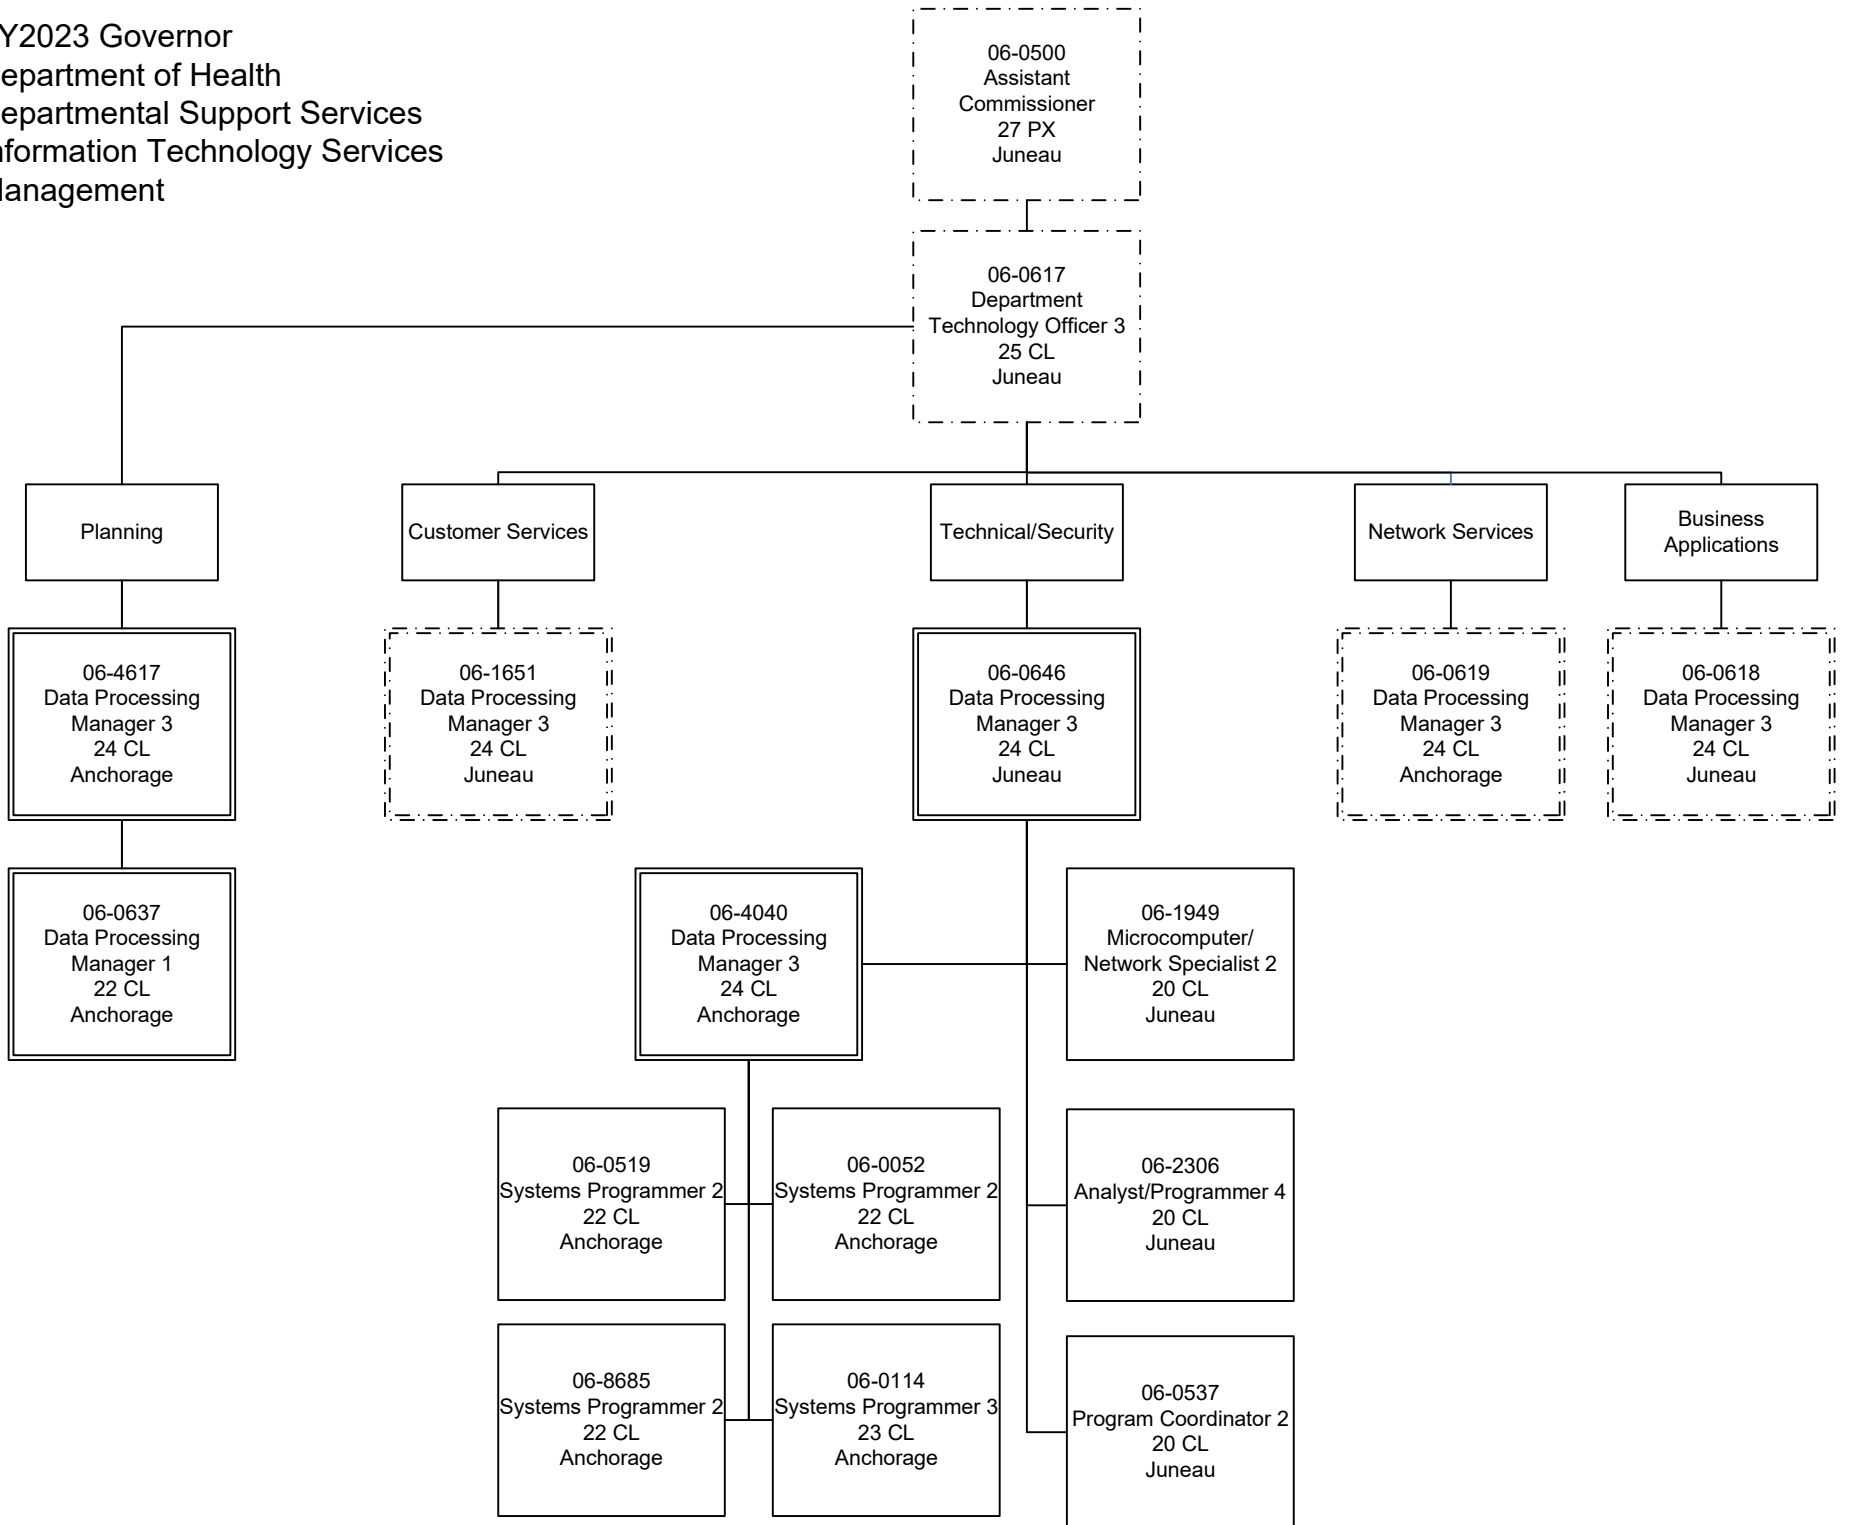 Y2023 Governor
epartment of Health
epartmental Support Services
nformation Technology Services
anagement
06-0500
Assistant
Commissioner
27 PX
Juneau
06-0617
Department
Technology Officer 3
25 CL
Juneau
Planning
Customer Services
Technical/Security
Network Services
Business
Applications
06-4617
Data Processing
Manager 3
24 CL
Anchorage
06-1651
Data Processing
Manager 3
24 CL
Juneau
06-0646
Data Processing
Manager 3
24 CL
Juneau
06-0619
Data Processing
Manager 3
24 CL
Anchorage
06-0618
Data Processing
Manager 3
24 CL
Juneau
06-0637
Data Processing
Manager 1
22 CL
Anchorage
06-4040
Data Processing
Manager 3
24 CL
Anchorage
06-1949
Microcomputer/
Network Specialist 2
20 CL
Juneau
06-0519
Systems Programmer 2
22 CL
Anchorage
06-0052
Systems Programmer 2
22 CL
Anchorage
06-2306
Analyst/Programmer 4
20 CL
Juneau
06-8685
Systems Programmer 2
22 CL
Anchorage
06-0114
Systems Programmer 3
23 CL
Anchorage
06-0537
Program Coordinator 2
20 CL
Juneau